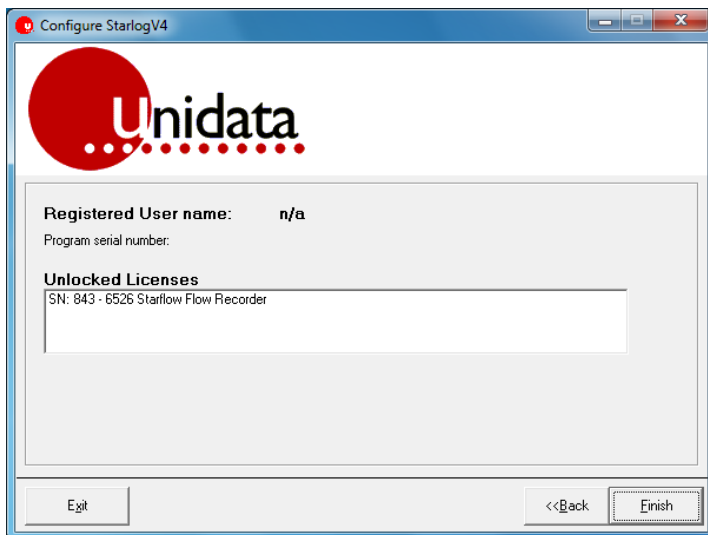 Configure StarlogV4
Unidata
Registered User name: n/a
Program serial number:
Unlocked Licenses
SN: 843 - 6526 Starflow Flow Recorder
Exit
<<Back
Finish